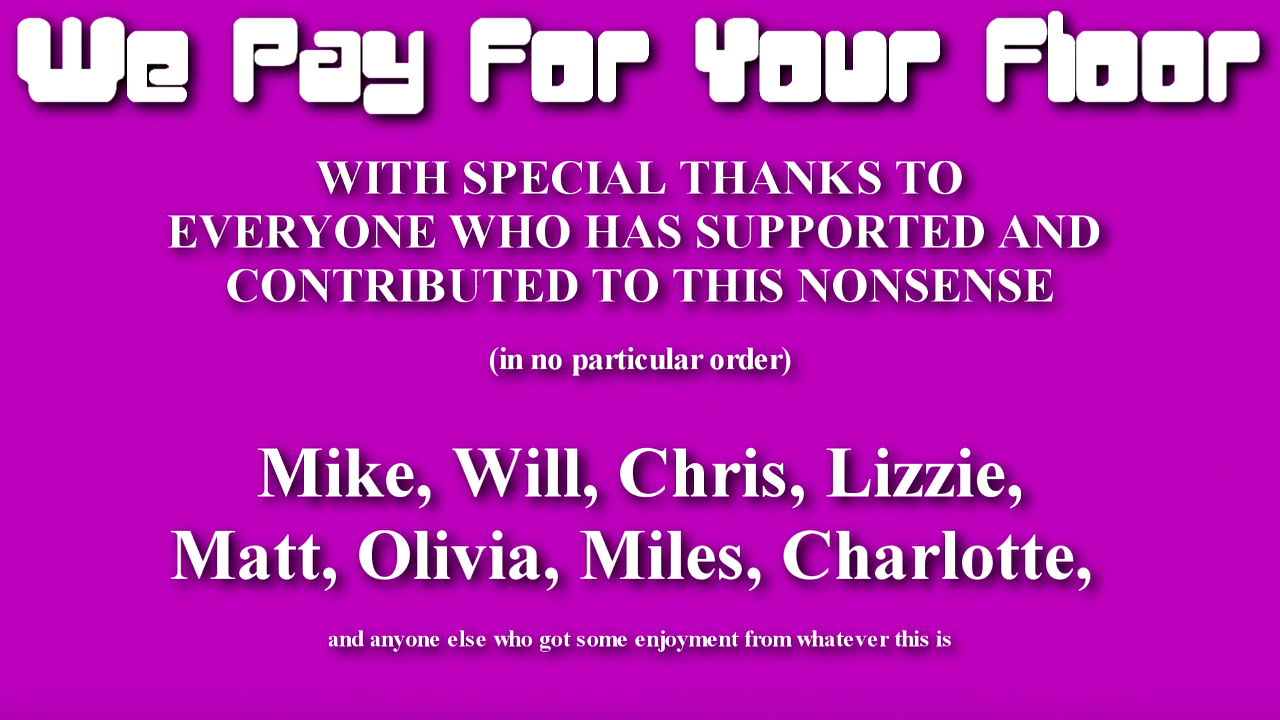 We Pay For Your Floor
WITH SPECIAL THANKS TO
EVERYONE WHO HAS SUPPORTED AND
CONTRIBUTED TO THIS NONSENSE
(in no particular order)
Mike, Will, Chris, Lizzie,
Matt, Olivia, Miles, Charlotte,
and anyone else who got some enjoyment from whatever this is